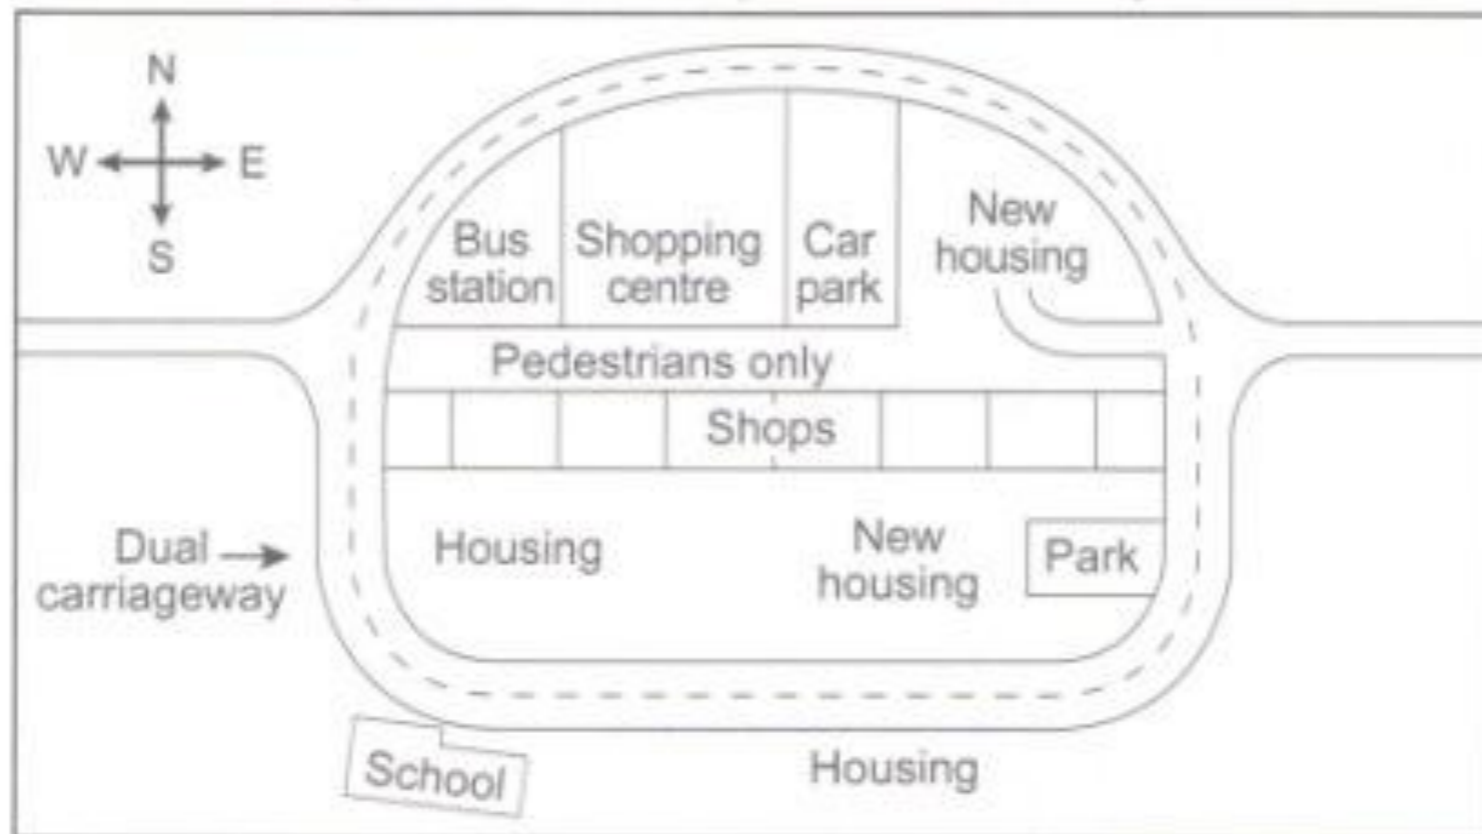 N
W E
S
Bus
station
Shopping
centre
Car
park
New
housing
Pedestrians only
Shops
Dual
carriageway
Housing
New
housing
Park
School
Housing